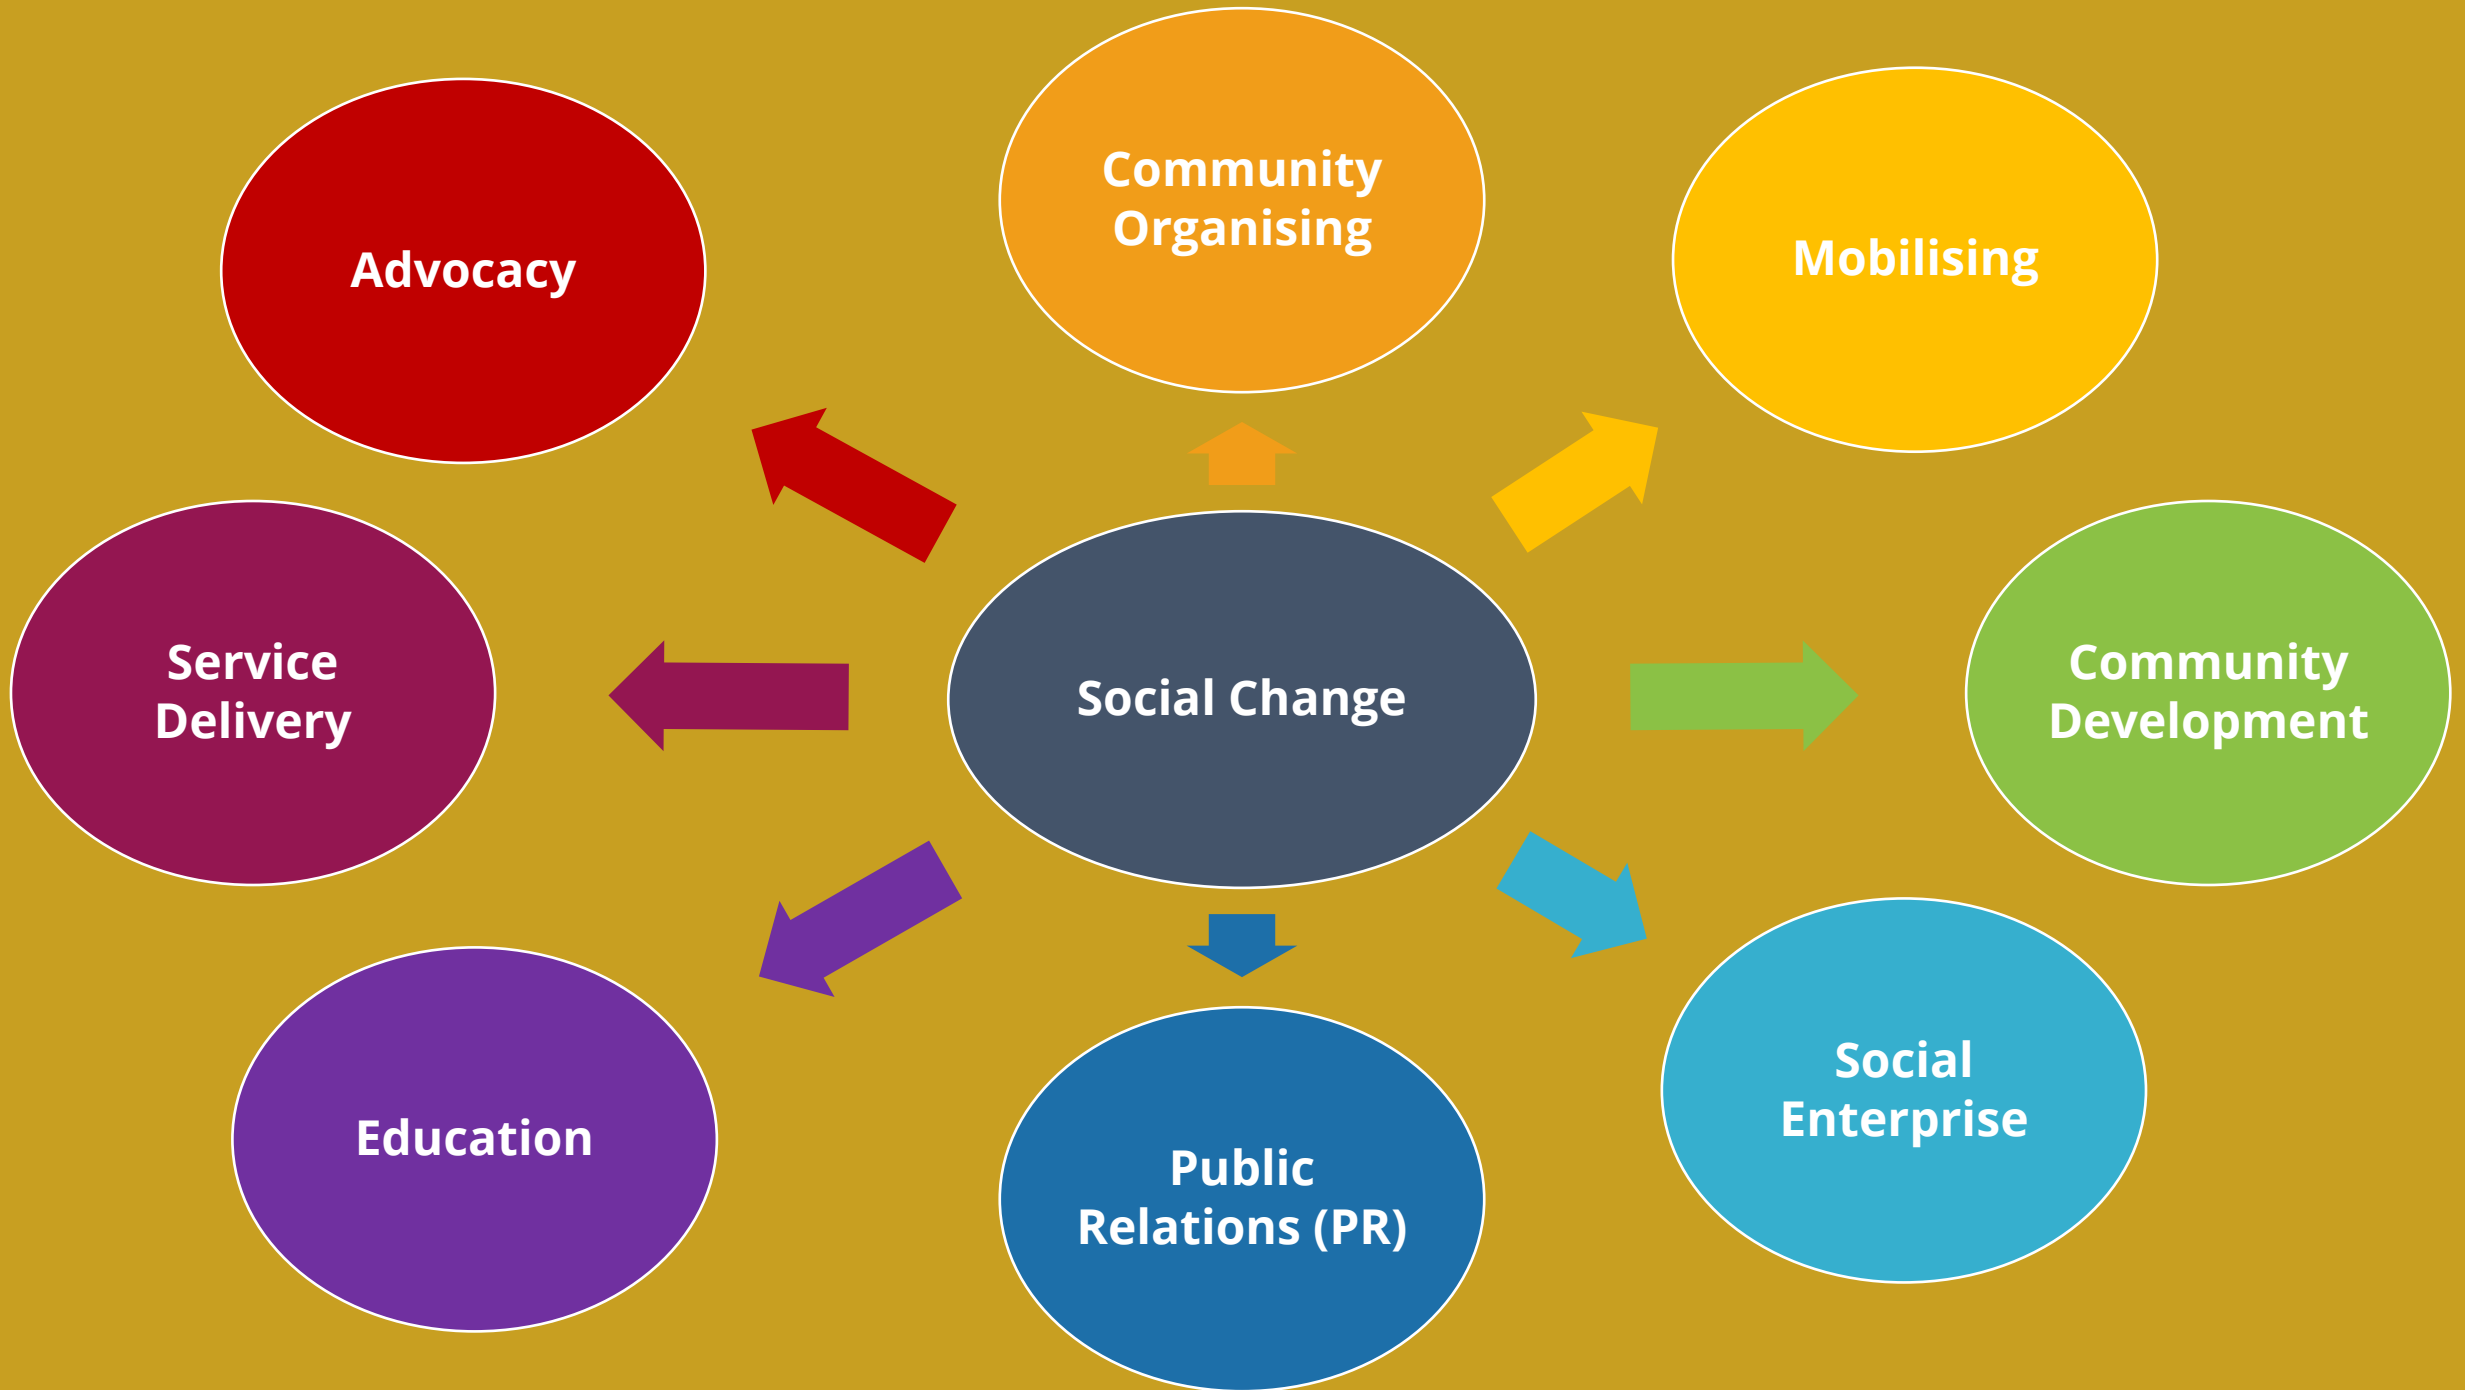 Community
Organising
Mobilising
Advocacy
Service
Delivery
Social Change
Community
Development
Social
Enterprise
Education
Public
Relations (PR)